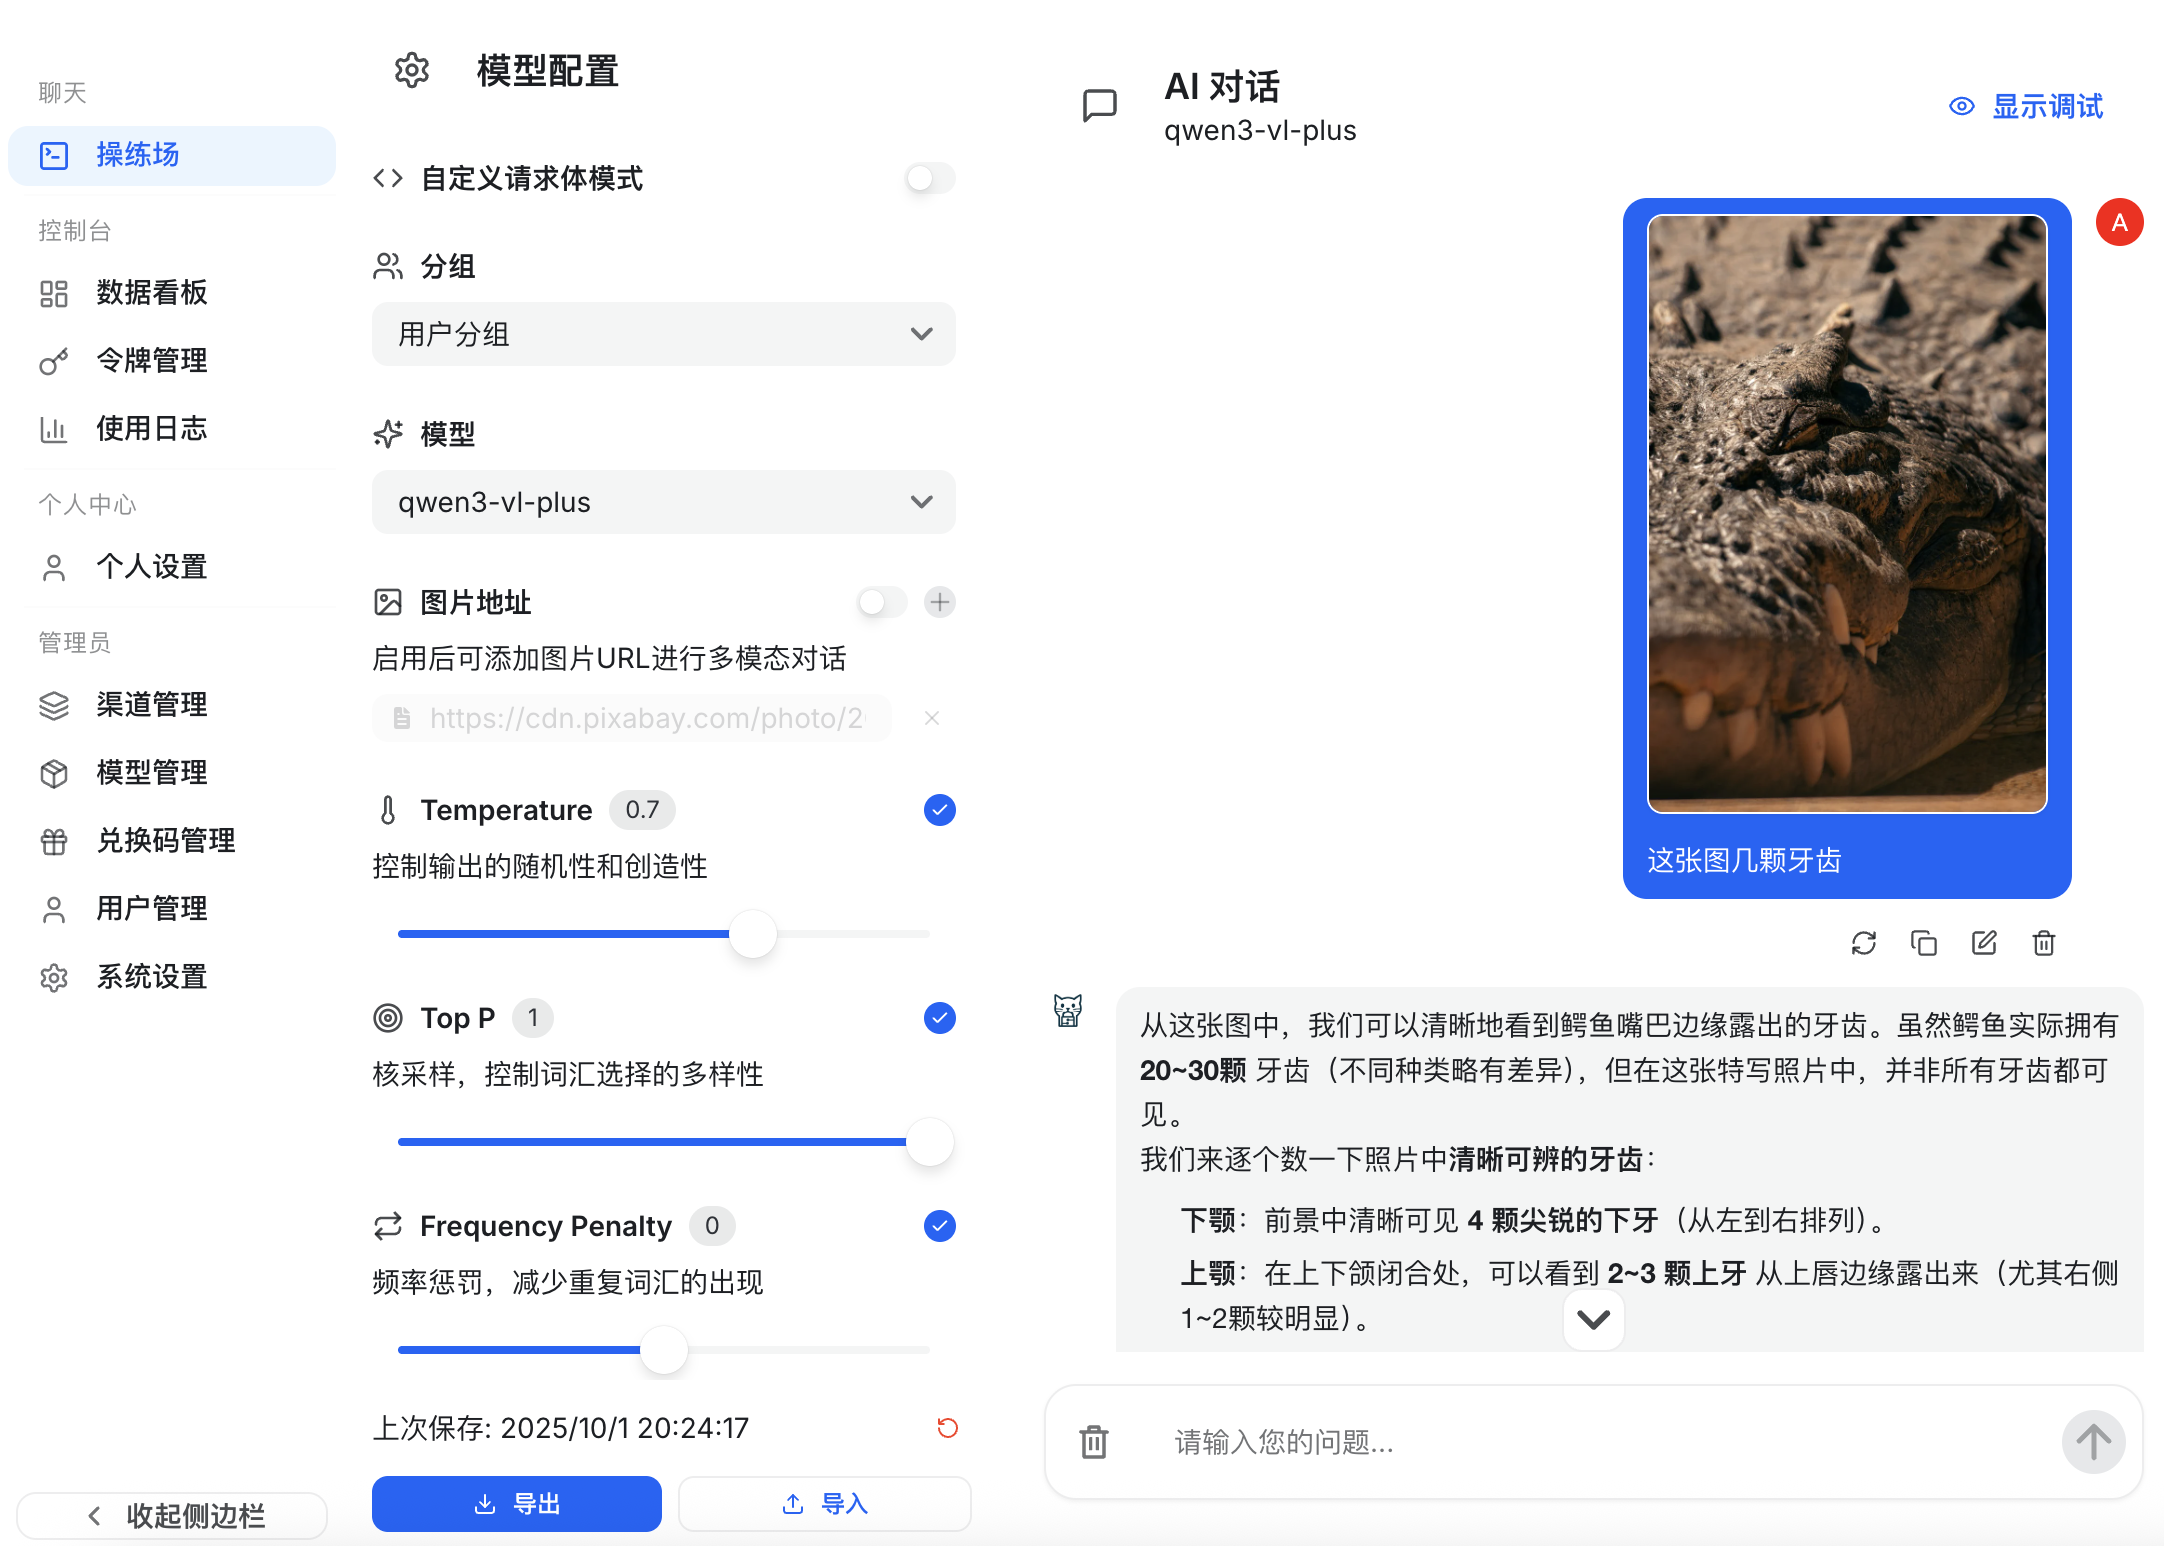 聊天
操练场
控制台
数据看板
令牌管理
使用日志
个人中心
个人设置
管理员
渠道管理
模型管理
兑换码管理
用户管理
系统设置
收起侧边栏
模型配置
自定义请求体模式
分组
用户分组
模型
qwen3-vl-plus
图片地址
启用后可添加图片URL进行多模态对话
https://cdn.pixabay.com/photo/2
Temperature 0.7
控制输出的随机性和创造性
Top P 1
核采样，控制词汇选择的多样性
Frequency Penalty 0
频率惩罚，减少重复词汇的出现
上次保存: 2025/10/1 20:24:17
导出
导入
AI 对话
qwen3-vl-plus
显示调试
A
这张图几颗牙齿
从这张图中，我们可以清晰地看到鳄鱼嘴巴边缘露出的牙齿。虽然鳄鱼实际拥有
20~30颗 牙齿（不同种类略有差异），但在这张特写照片中，并非所有牙齿都可
见。
我们来逐个数一下照片中清晰可辨的牙齿：
下颚：前景中清晰可见 4 颗尖锐的下牙（从左到右排列）。
上颚：在上下颌闭合处，可以看到 2~3 颗上牙 从上唇边缘露出来（尤其右侧
1~2颗较明显）。
请输入您的问题...